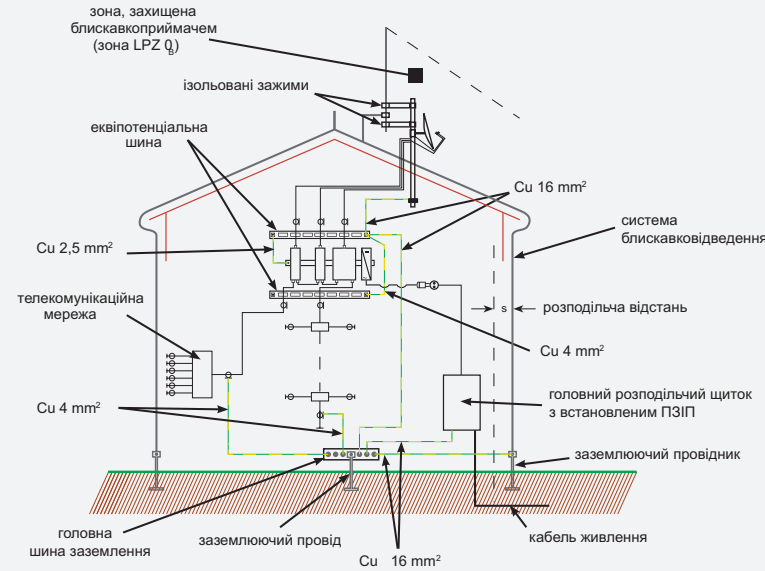 зона, захищена
блискавкоприймачем
(зона LPZ 0B)
ізольовані зажими
еквіпотенціальна
шина
Cu 16 mm²
Cu 2,5 mm²
система
блискавковідведення
телекомунікаційна
мережа
s
розподільча відстань
Cu 4 mm²
Cu 4 mm²
головний розподільчий щиток
з встановленим ПЗІП
заземлюючий провідник
головна
шина заземлення
заземлюючий провід
Cu 16 mm²
кабель живлення